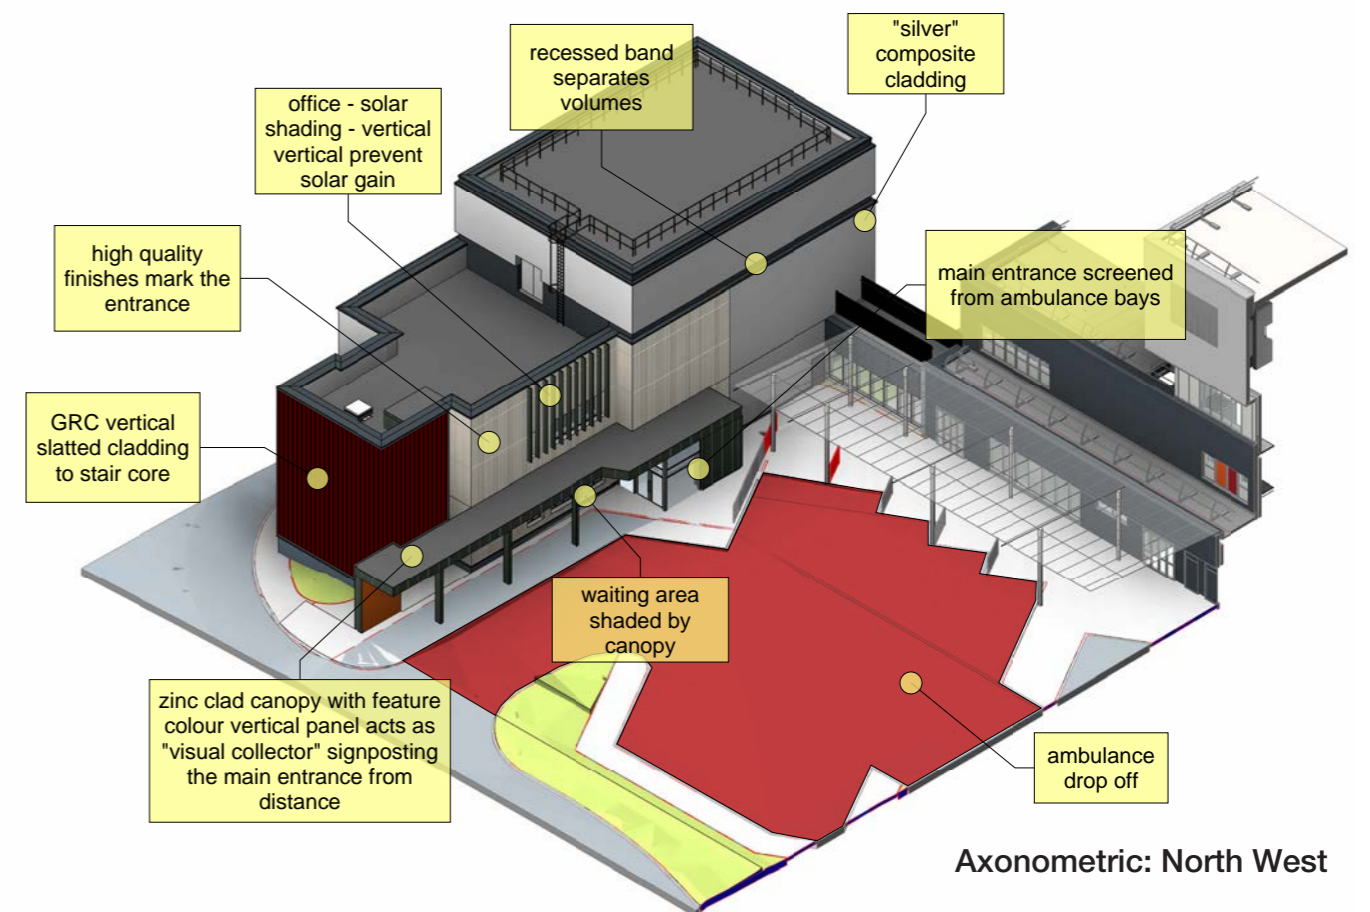 "silver"
composite
cladding
recessed band
separates
volumes
office - solar
shading - vertical
vertical prevent
solar gain
high quality
finishes mark the
entrance
main entrance screened
from ambulance bays
GRC vertical
slatted cladding
to stair core
waiting area
shaded by
canopy
zinc clad canopy with feature
colour vertical panel acts as
"visual collector" signposting
the main entrance from
distance
ambulance
drop off
Axonometric: North West